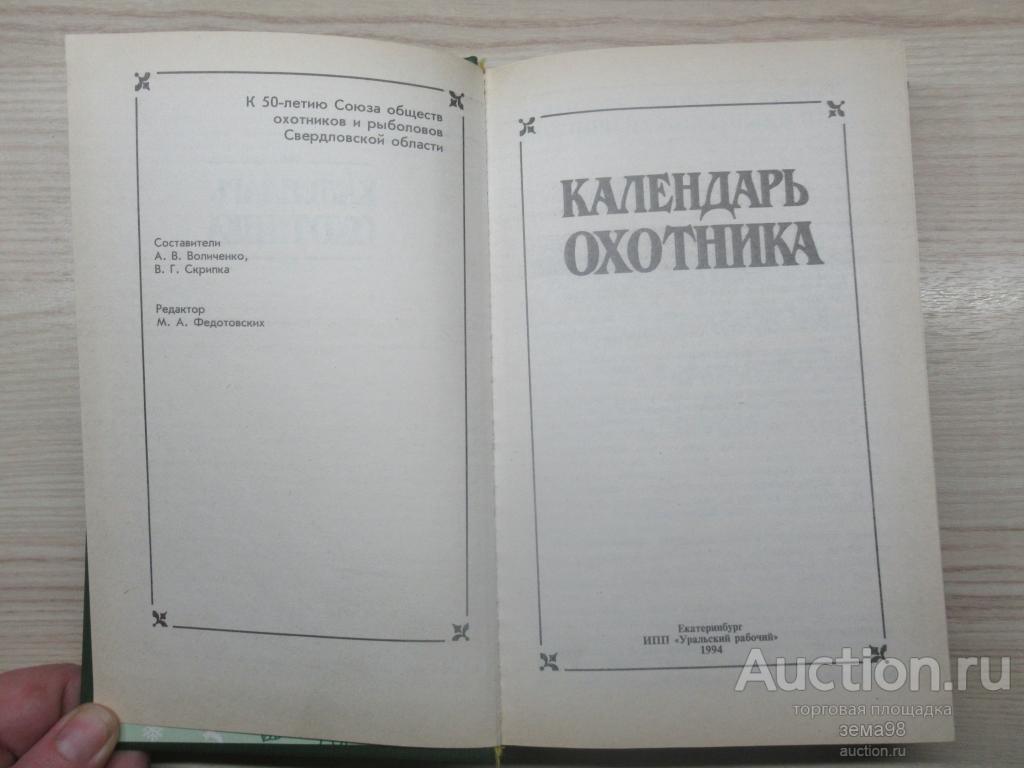 К 50-летию Союза обществ
охотников и рыболовов
Свердловской области
Составители
А. В. Воличенко,
В. Г. Скрипка
Редактор
М. А. Федотовских
КАЛЕНДАРЬ
ОХОТНИКА
Екатеринбург
ИПП «Уральский рабочий»
1994
Auction.ru
торговая площадка
зема98
auction.ru